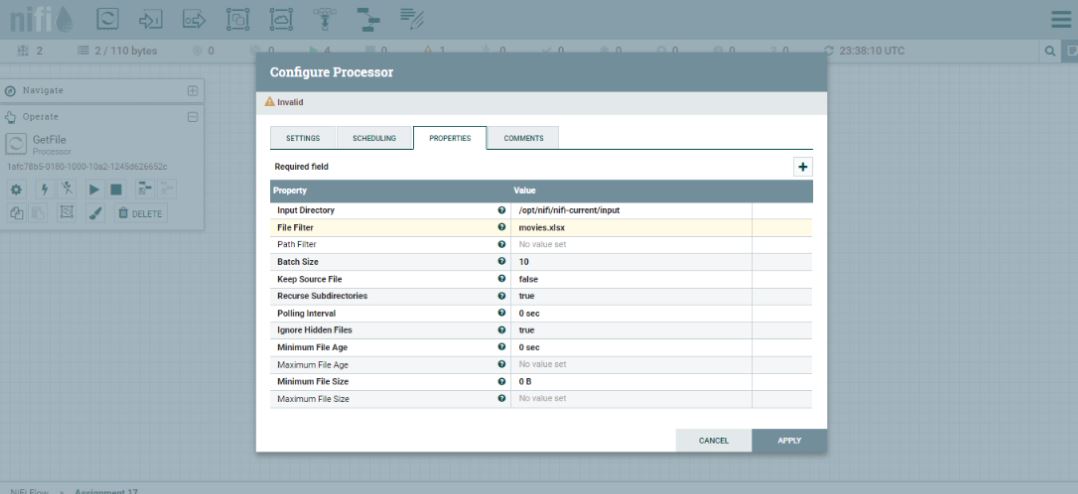 nifi
2
2 / 110 bytes
0
0
4
0
1
0
0
0
0
0
0
23:38:10 UTC
Configure Processor
Navigate
Invalid
Operate
SETTINGS
SCHEDULING
PROPERTIES
COMMENTS
GetFile
Processor
1afc78b5-0180-1000-10a2-1245d626652c
Required field
Property Value
Input Directory /opt/nifi/nifi-current/input
DELETE
File Filter movies.xlsx
Path Filter No value set
Batch Size 10
Keep Source File false
Recurse Subdirectories true
Polling Interval 0 sec
Ignore Hidden Files true
Minimum File Age 0 sec
Maximum File Age No value set
Minimum File Size 0 B
Maximum File Size No value set
CANCEL
APPLY
NiFi Flow » Assignment 17